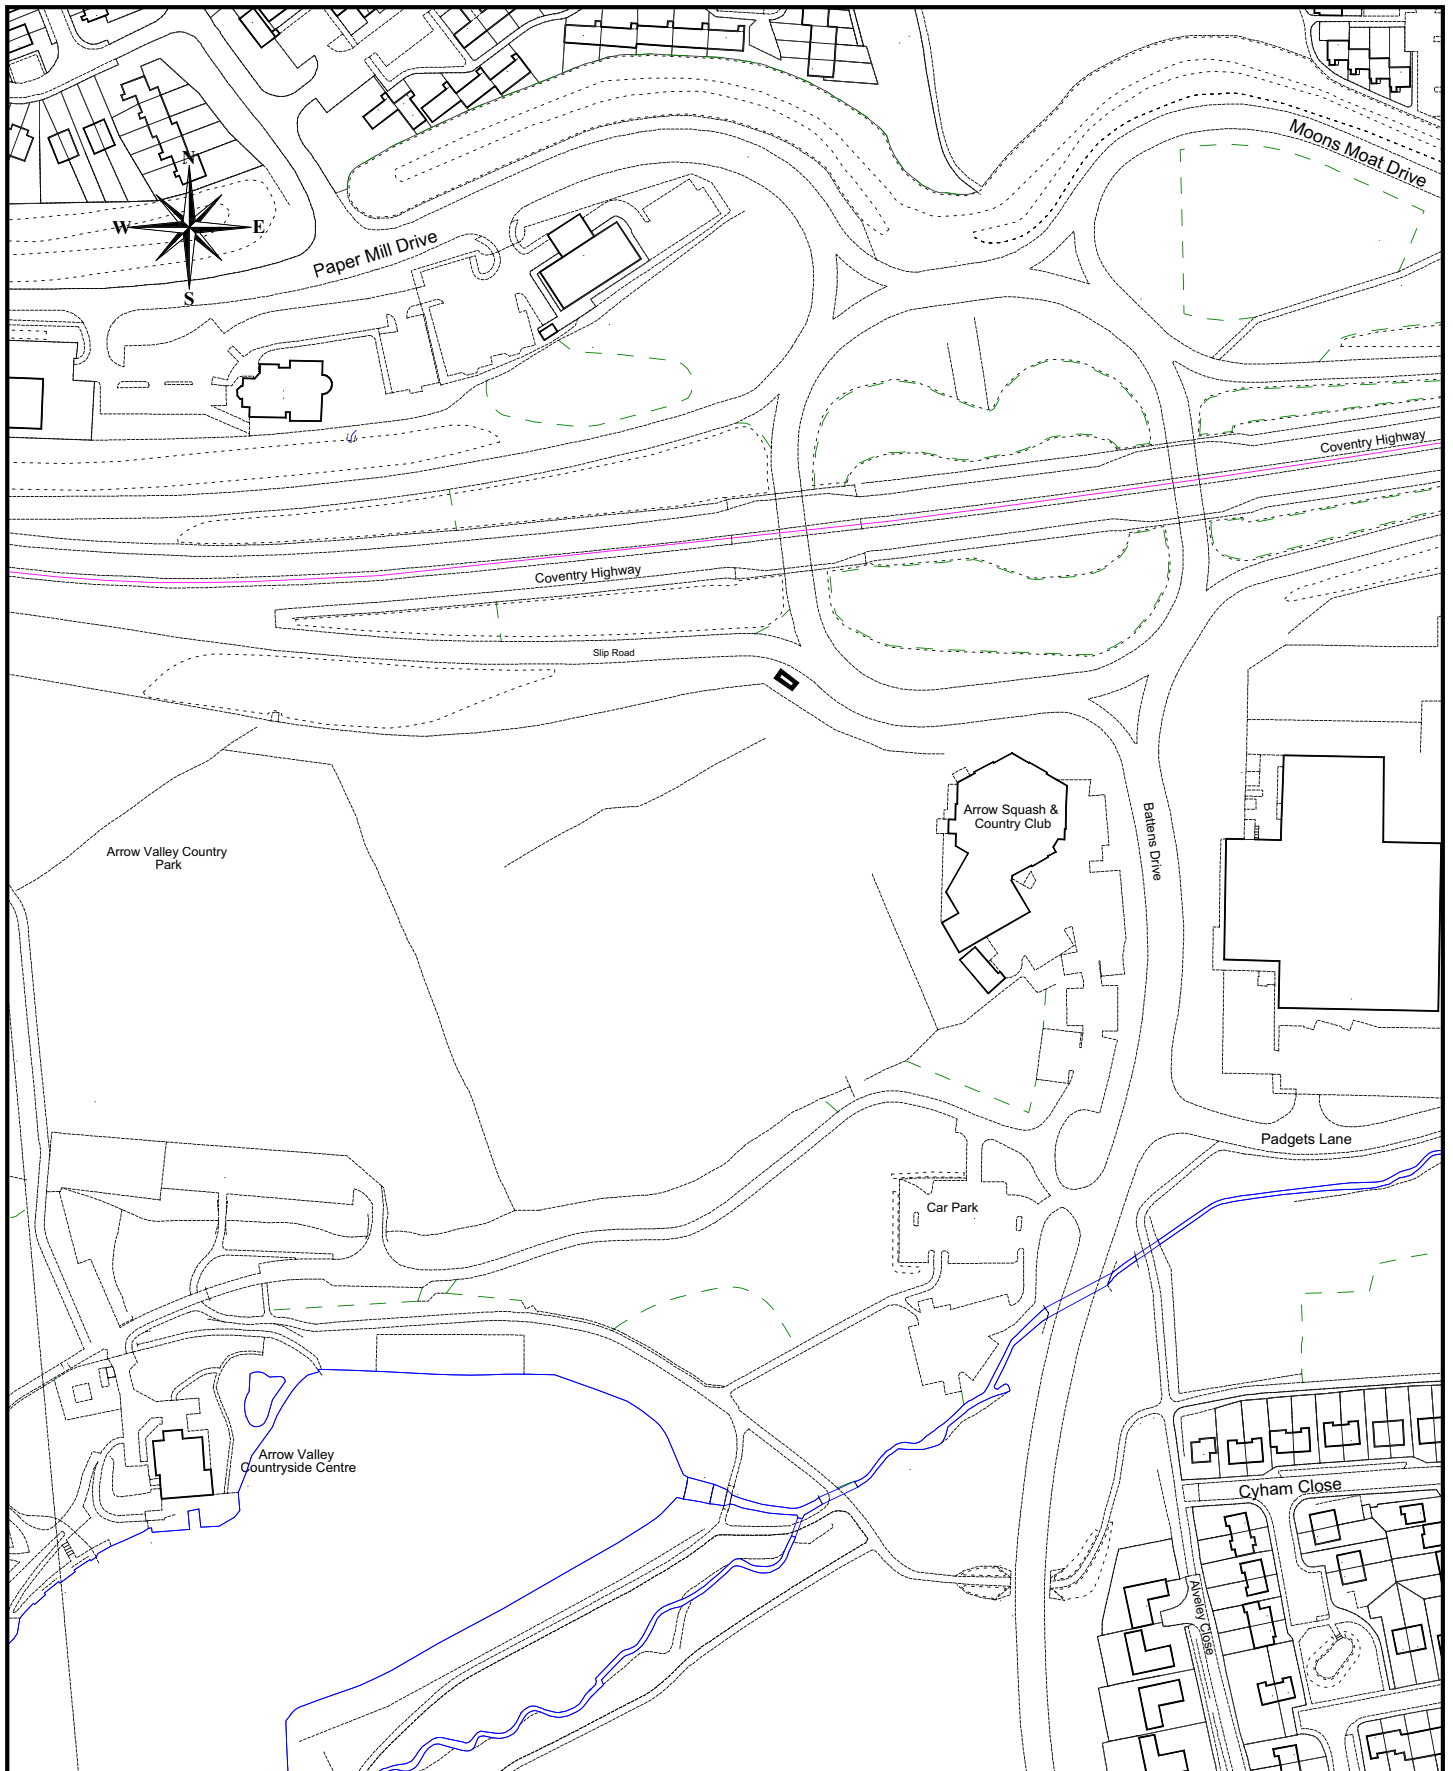 Moons Moat Drive
N
W
E
S
Paper Mill Drive
Coventry Highway
Coventry Highway
Slip Road
Arrow Squash &
Country Club
Battens Drive
Arrow Valley Country
Park
Padgets Lane
Car Park
Arrow Valley
Countryside Centre
Cyham Close
Alveley Close